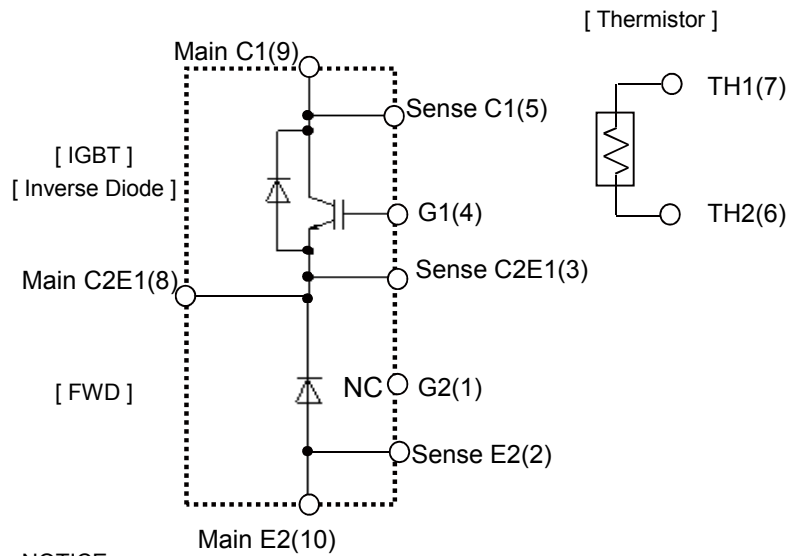 [ Thermistor ]
Main C1(9)
TH1(7)
Sense C1(5)
[ IGBT ]
[ Inverse Diode ]
G1(4)
TH2(6)
Sense C2E1(3)
Main C2E1(8)
[ FWD ]
NC
G2(1)
Sense E2(2)
Main E2(10)
NOTICE